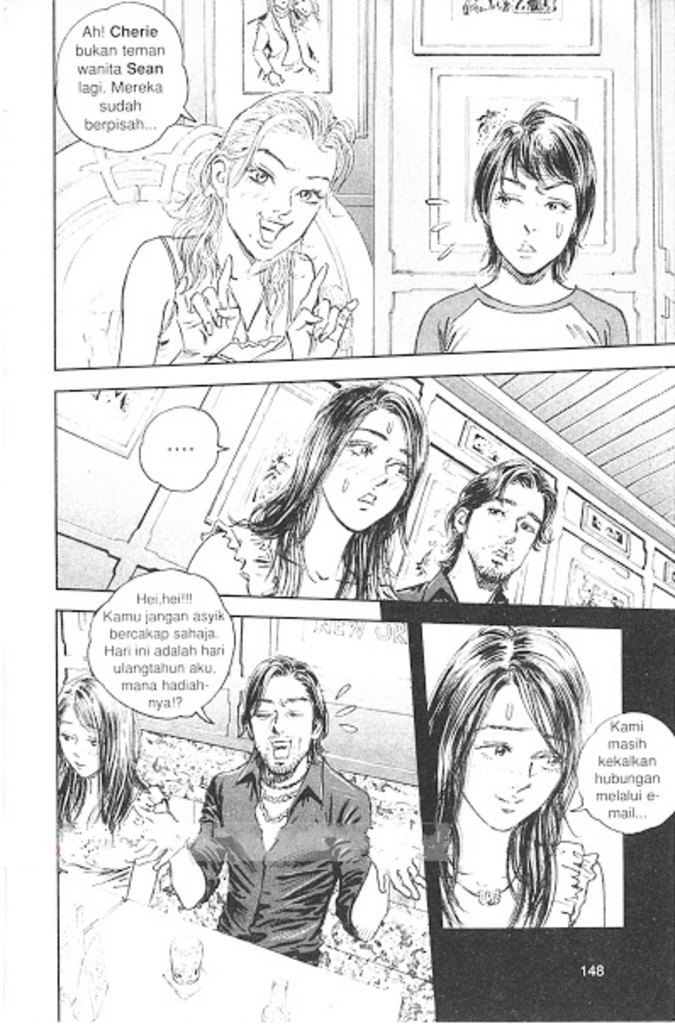 Ah! Cherie
bukan teman
wanita Sean
lagi. Mereka
sudah
berpisah...
....
Hei,hei!!!
Kamu jangan asyik
bercakap sahaja.
Hari ini adalah hari
ulangtahun aku,
mana hadiah-
nya!?
Kami
masih
kekalkan
hubungan
melalui e-
mail...
148